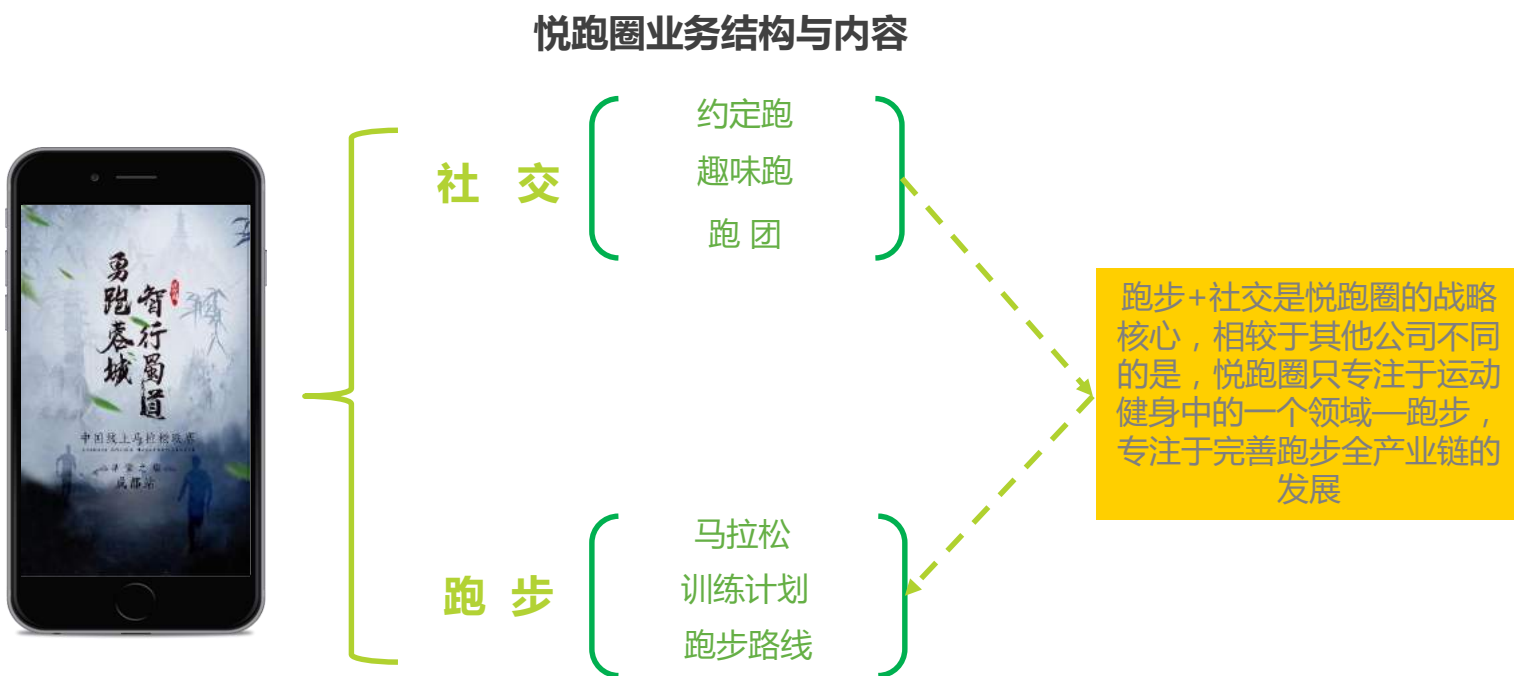 悦跑圈业务结构与内容
社 交
约定跑
趣味跑
跑 团
勇跑蓉城
智行蜀道
中国线上马拉松联赛
成都站
跑步+社交是悦跑圈的战略
核心，相较于其他公司不同
的是，悦跑圈只专注于运动
健身中的一个领域—跑步，
专注于完善跑步全产业链的
发展
跑 步
马拉松
训练计划
跑步路线